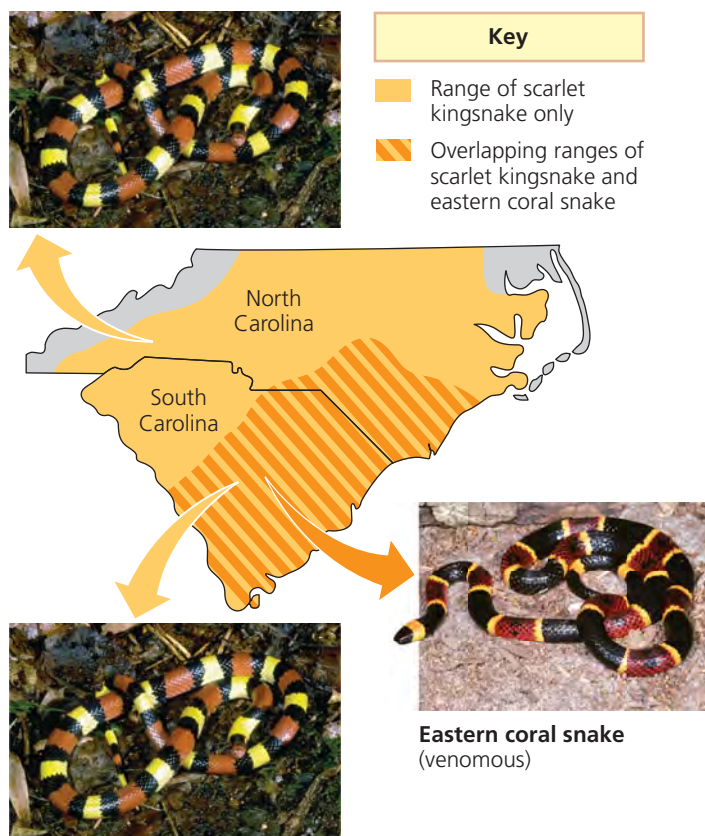 Key
Range of scarlet
kingsnake only
Overlapping ranges of
scarlet kingsnake and
eastern coral snake
North
Carolina
South
Carolina
Eastern coral snake
(venomous)